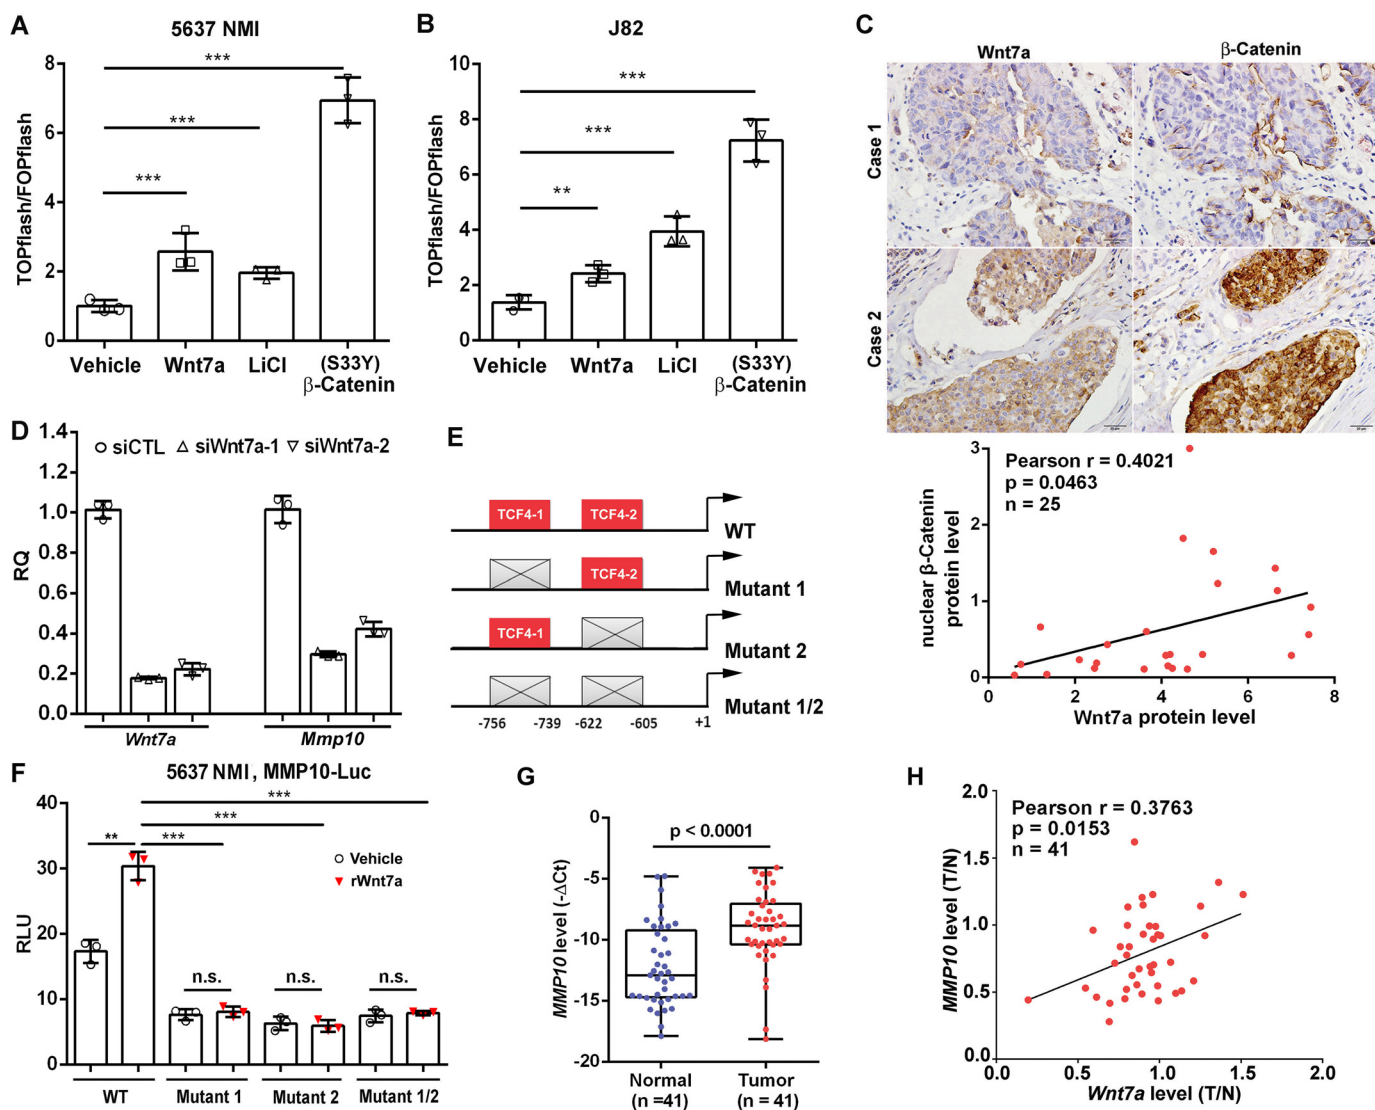 A
5637 NMI
TOPflash/FOPflash
8
6
4
2
0
***
***
***
Vehicle
Wnt7a
LiCl
(S33Y)
β-Catenin
B
J82
TOPflash/FOPflash
10
8
6
4
2
0
***
***
**
Vehicle
Wnt7a
LiCl
(S33Y)
β-Catenin
C
Wnt7a
β-Catenin
Case 1
Case 2
Pearson r = 0.4021
p = 0.0463
n = 25
nuclear β-Catenin
protein level
3
2
1
0
0 2 4 6 8
Wnt7a protein level
D
siCTL siWnt7a-1 siWnt7a-2
RQ
1.4
1.2
1.0
0.8
0.6
0.4
0.2
0.0
Wnt7a
Mmp10
E
TCF4-1 TCF4-2
WT
TCF4-2
Mutant 1
TCF4-1
Mutant 2
Mutant 1/2
-756 -739 -622 -605 +1
F
5637 NMI, MMP10-Luc
RLU
40
30
20
10
0
***
***
** ***
Vehicle
rWnt7a
n.s. n.s. n.s.
WT Mutant 1 Mutant 2 Mutant 1/2
G
MMP10 level (-ΔCt)
0
-5
-10
-15
-20
p < 0.0001
Normal
(n =41)
Tumor
(n = 41)
H
Pearson r = 0.3763
p = 0.0153
n = 41
MMP10 level (T/N)
2.0
1.5
1.0
0.5
0.0
0.0 0.5 1.0 1.5 2.0
Wnt7a level (T/N)